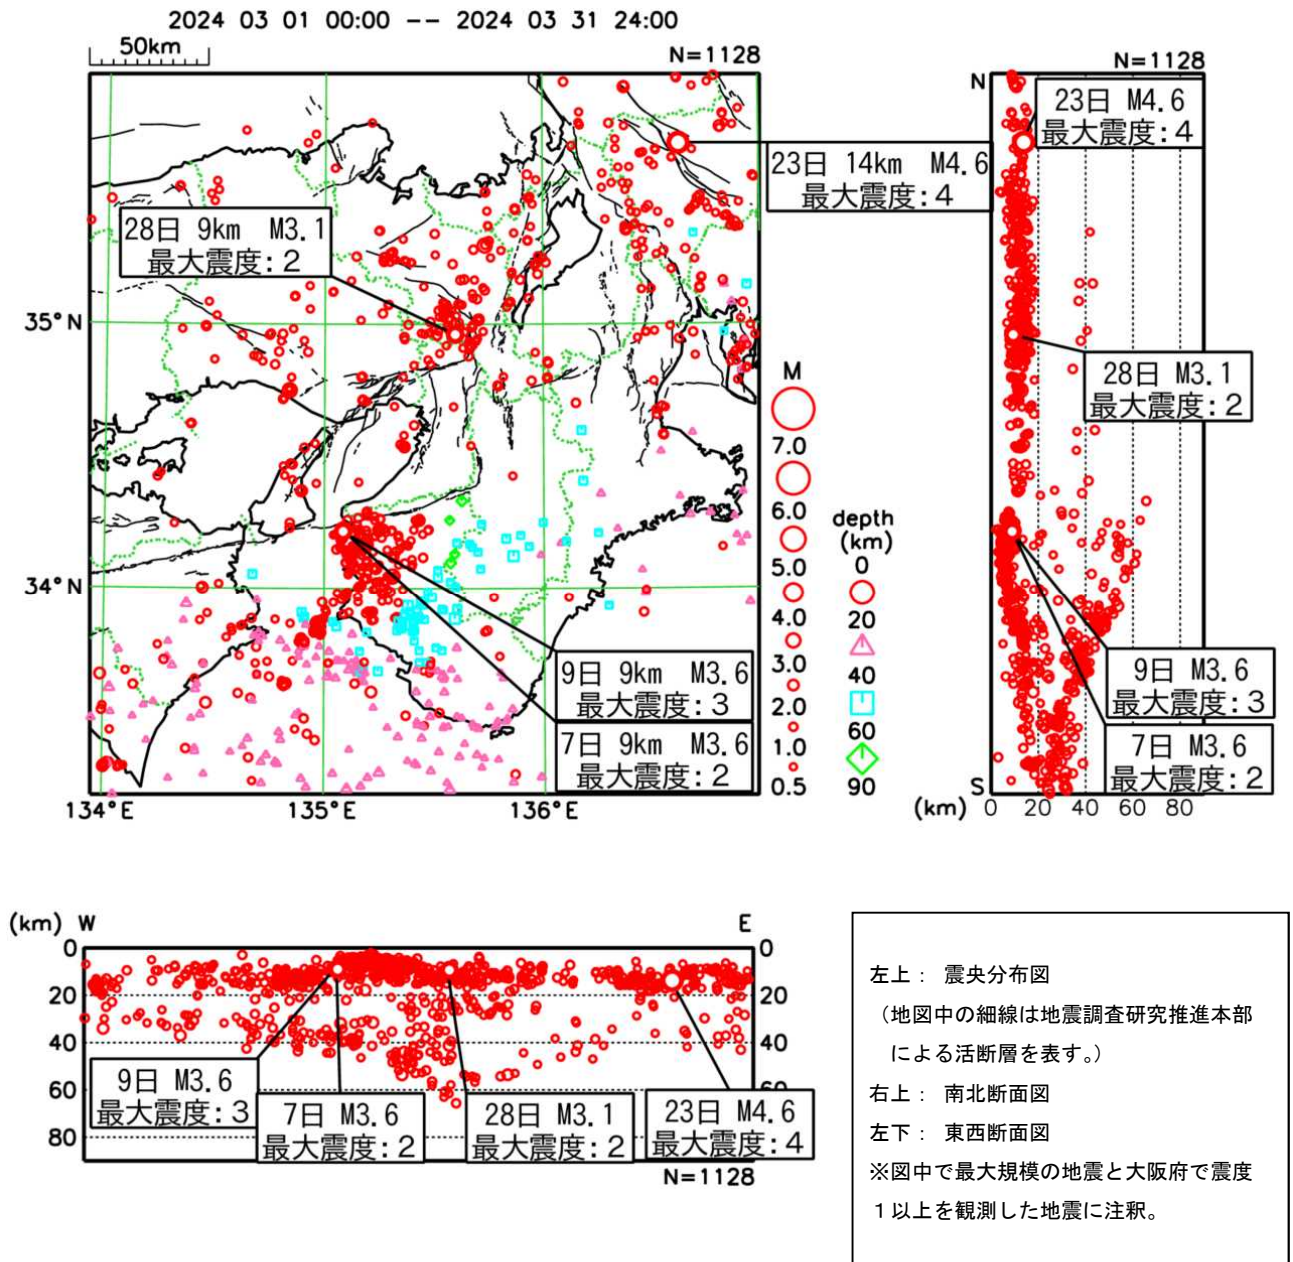 2024 03 01 00:00 -- 2024 03 31 24:00
50km
N=1128
28日 9km M3.1
最大震度:2
35°N
34°N
134°E
135°E
136°E
23日 14km M4.6
最大震度:4
9日 9km M3.6
最大震度:3
7日 9km M3.6
最大震度:2
M
7.0
6.0
5.0
4.0
3.0
2.0
1.0
0.5
depth
(km)
0
20
40
60
90
N=1128
N
23日 M4.6
最大震度:4
28日 M3.1
最大震度:2
9日 M3.6
最大震度:3
7日 M3.6
最大震度:2
S
(km)
0 20 40 60 80
(km) W
E
0
20
40
60
80
0
20
40
60
9日 M3.6
最大震度:3
7日 M3.6
最大震度:2
28日 M3.1
最大震度:2
23日 M4.6
最大震度:4
N=1128
左上： 震央分布図
（地図中の細線は地震調査研究推進本部
による活断層を表す。）
右上： 南北断面図
左下： 東西断面図
※図中で最大規模の地震と大阪府で震度
１以上を観測した地震に注釈。